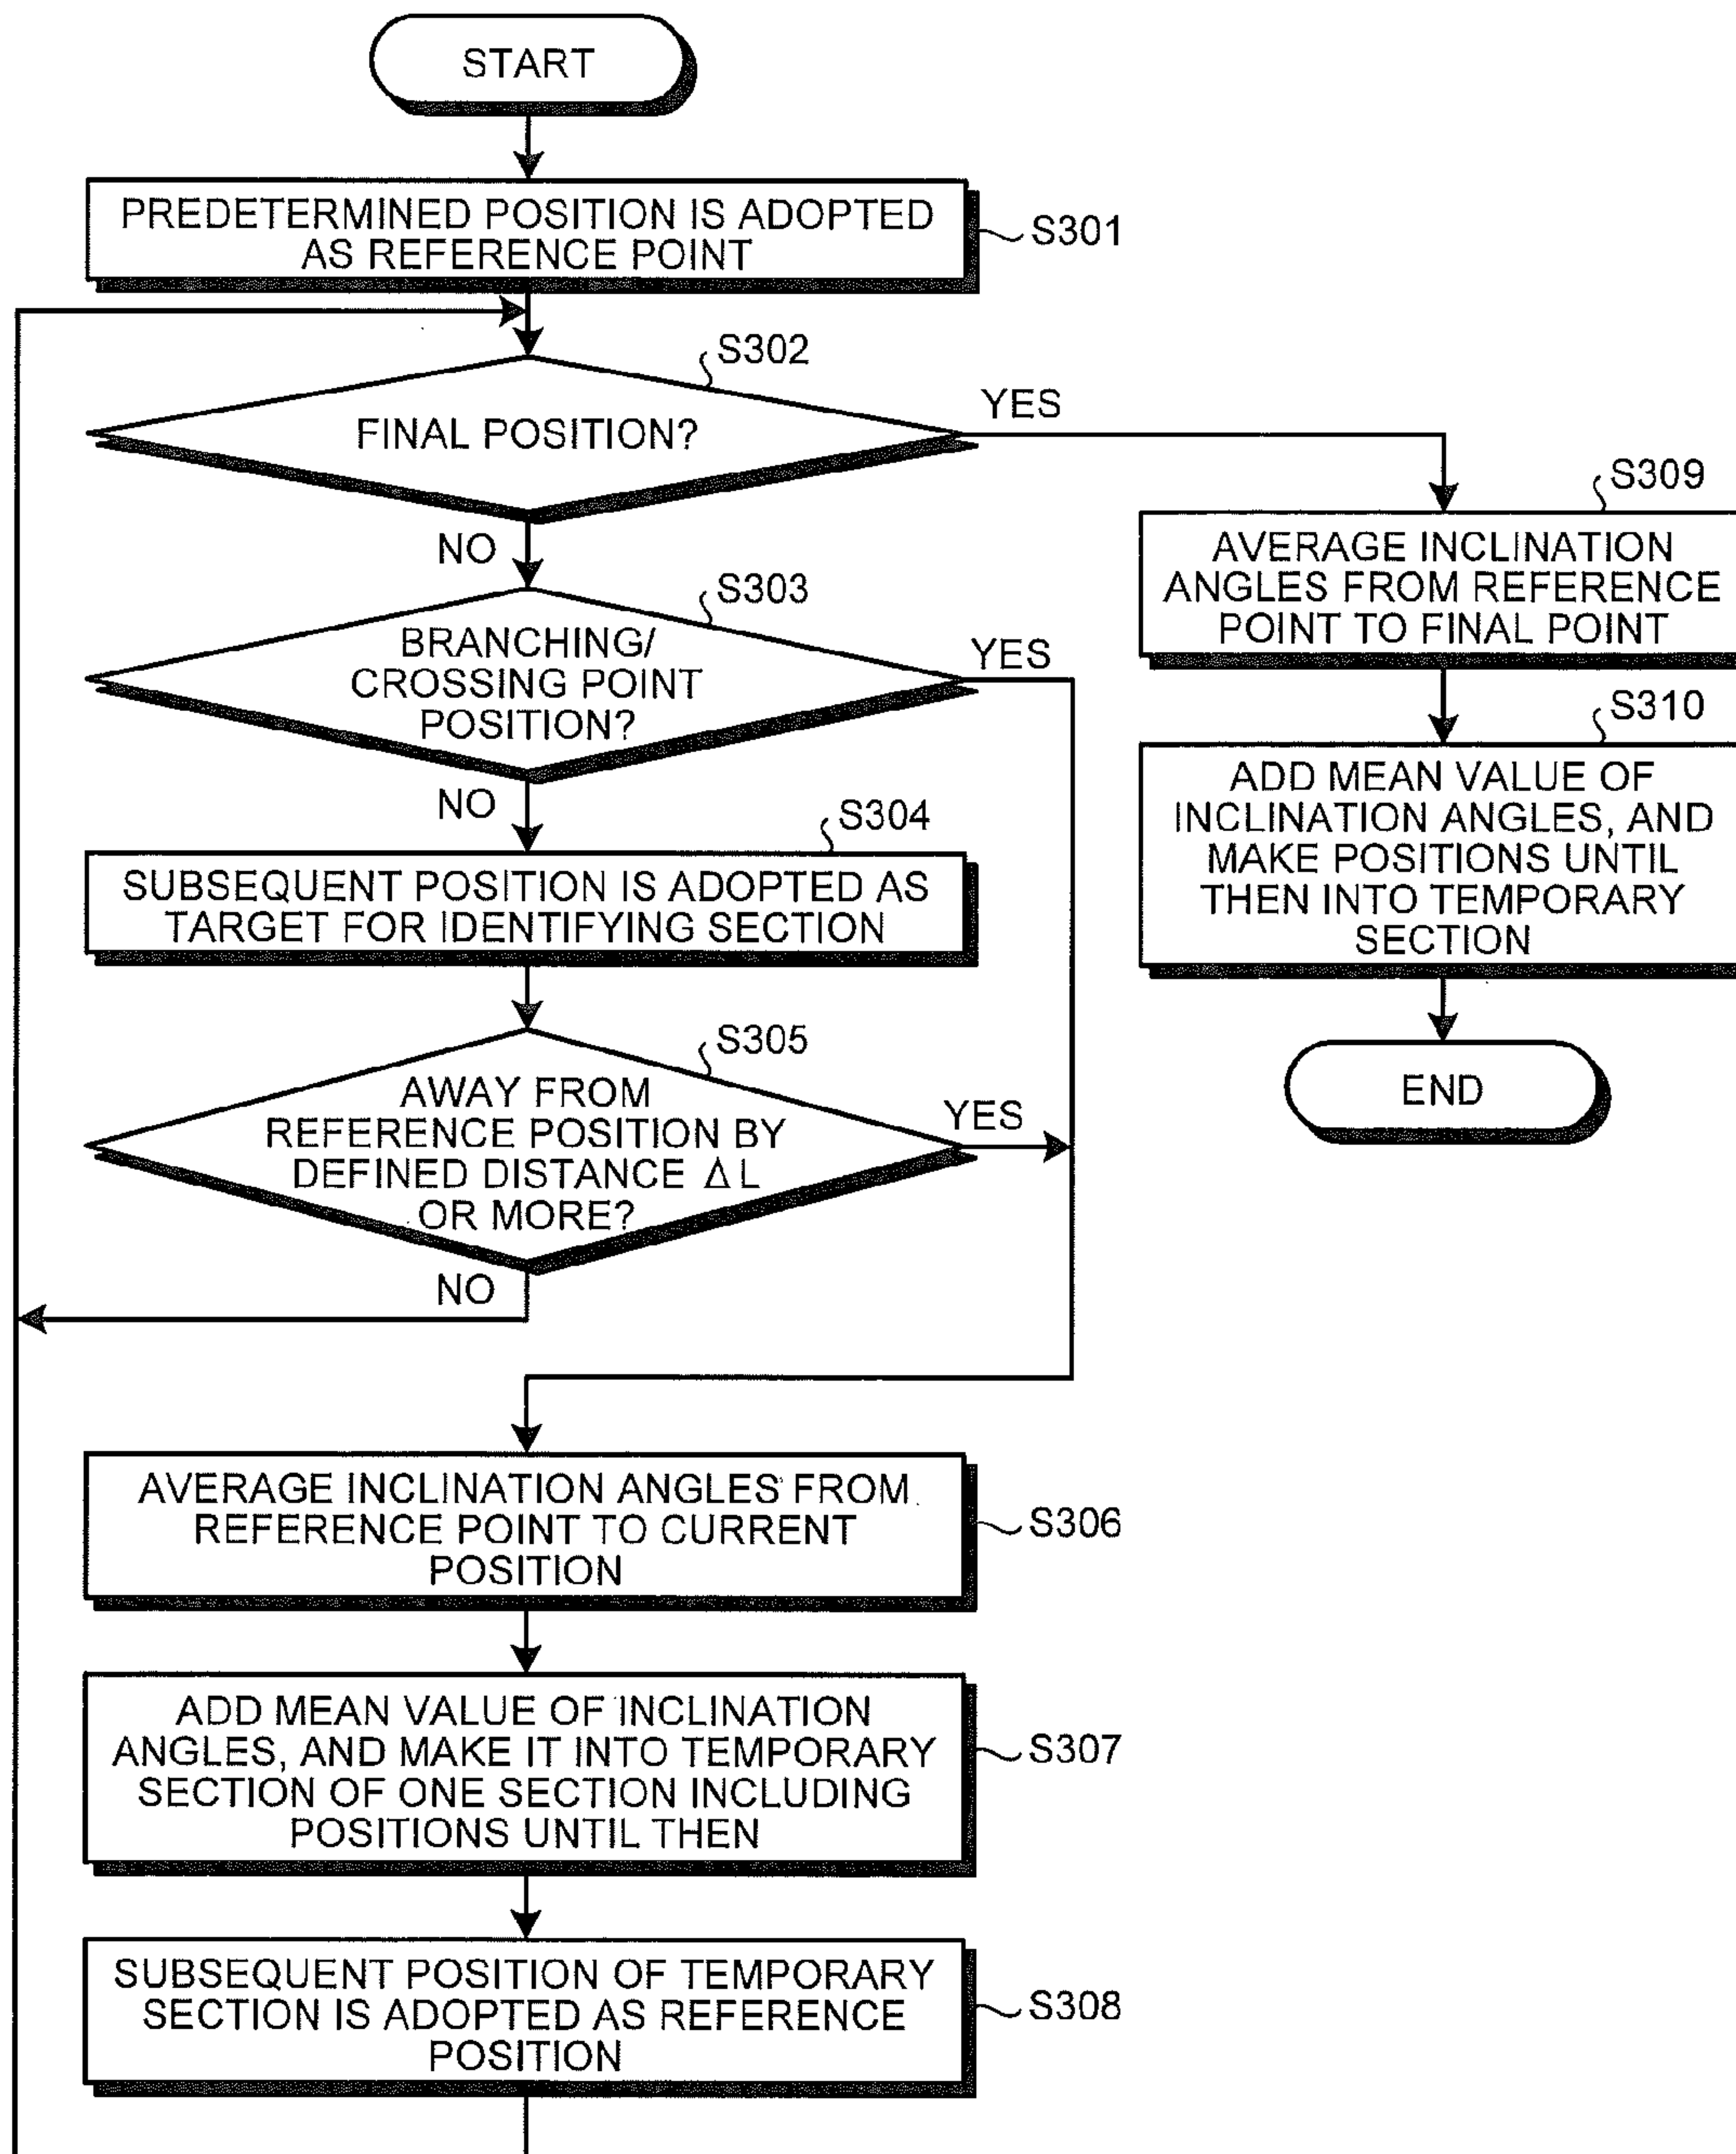 START
PREDETERMINED POSITION IS ADOPTED
AS REFERENCE POINT
S301
S302
FINAL POSITION?
YES
NO
S303
BRANCHING/
CROSSING POINT
POSITION?
YES
NO
S304
SUBSEQUENT POSITION IS ADOPTED AS
TARGET FOR IDENTIFYING SECTION
S305
AWAY FROM
REFERENCE POSITION BY
DEFINED DISTANCE ΔL
OR MORE?
YES
NO
AVERAGE INCLINATION ANGLES FROM
REFERENCE POINT TO CURRENT
POSITION
S306
ADD MEAN VALUE OF INCLINATION
ANGLES, AND MAKE IT INTO TEMPORARY
SECTION OF ONE SECTION INCLUDING
POSITIONS UNTIL THEN
S307
SUBSEQUENT POSITION OF TEMPORARY
SECTION IS ADOPTED AS REFERENCE
POSITION
S308
S309
AVERAGE INCLINATION
ANGLES FROM REFERENCE
POINT TO FINAL POINT
S310
ADD MEAN VALUE OF
INCLINATION ANGLES, AND
MAKE POSITIONS UNTIL
THEN INTO TEMPORARY
SECTION
END